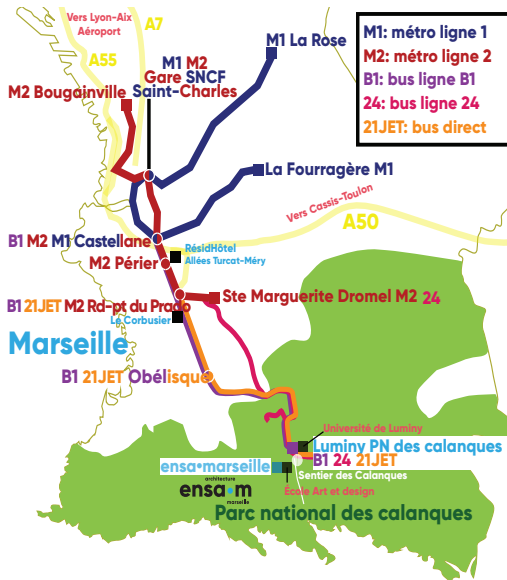 Vers Lyon-Aix
Aéroport
A7
A55
M1: métro ligne 1
M2: métro ligne 2
B1: bus ligne B1
24: bus ligne 24
21JET: bus direct
M1 La Rose
M1 M2
Gare SNCF
Saint-Charles
M2 Bougainville
La Fourragère M1
Vers Cassis-Toulon
A50
B1 M2 M1 Castellane
RésidHôtel
Allées Turcat-Méry
M2 Périer
Ste Marguerite Dromel M2 24
B1 21JET M2 Rd-pt du Prado
Le Corbusier
Marseille
B1 21JET Obélisque
Université de Luminy
Luminy PN des calanques
B1 24 21JET
ensa•marseille
Sentier des Calanques
architecture
ensa•m
marseille
École Art et design
Parc national des calanques